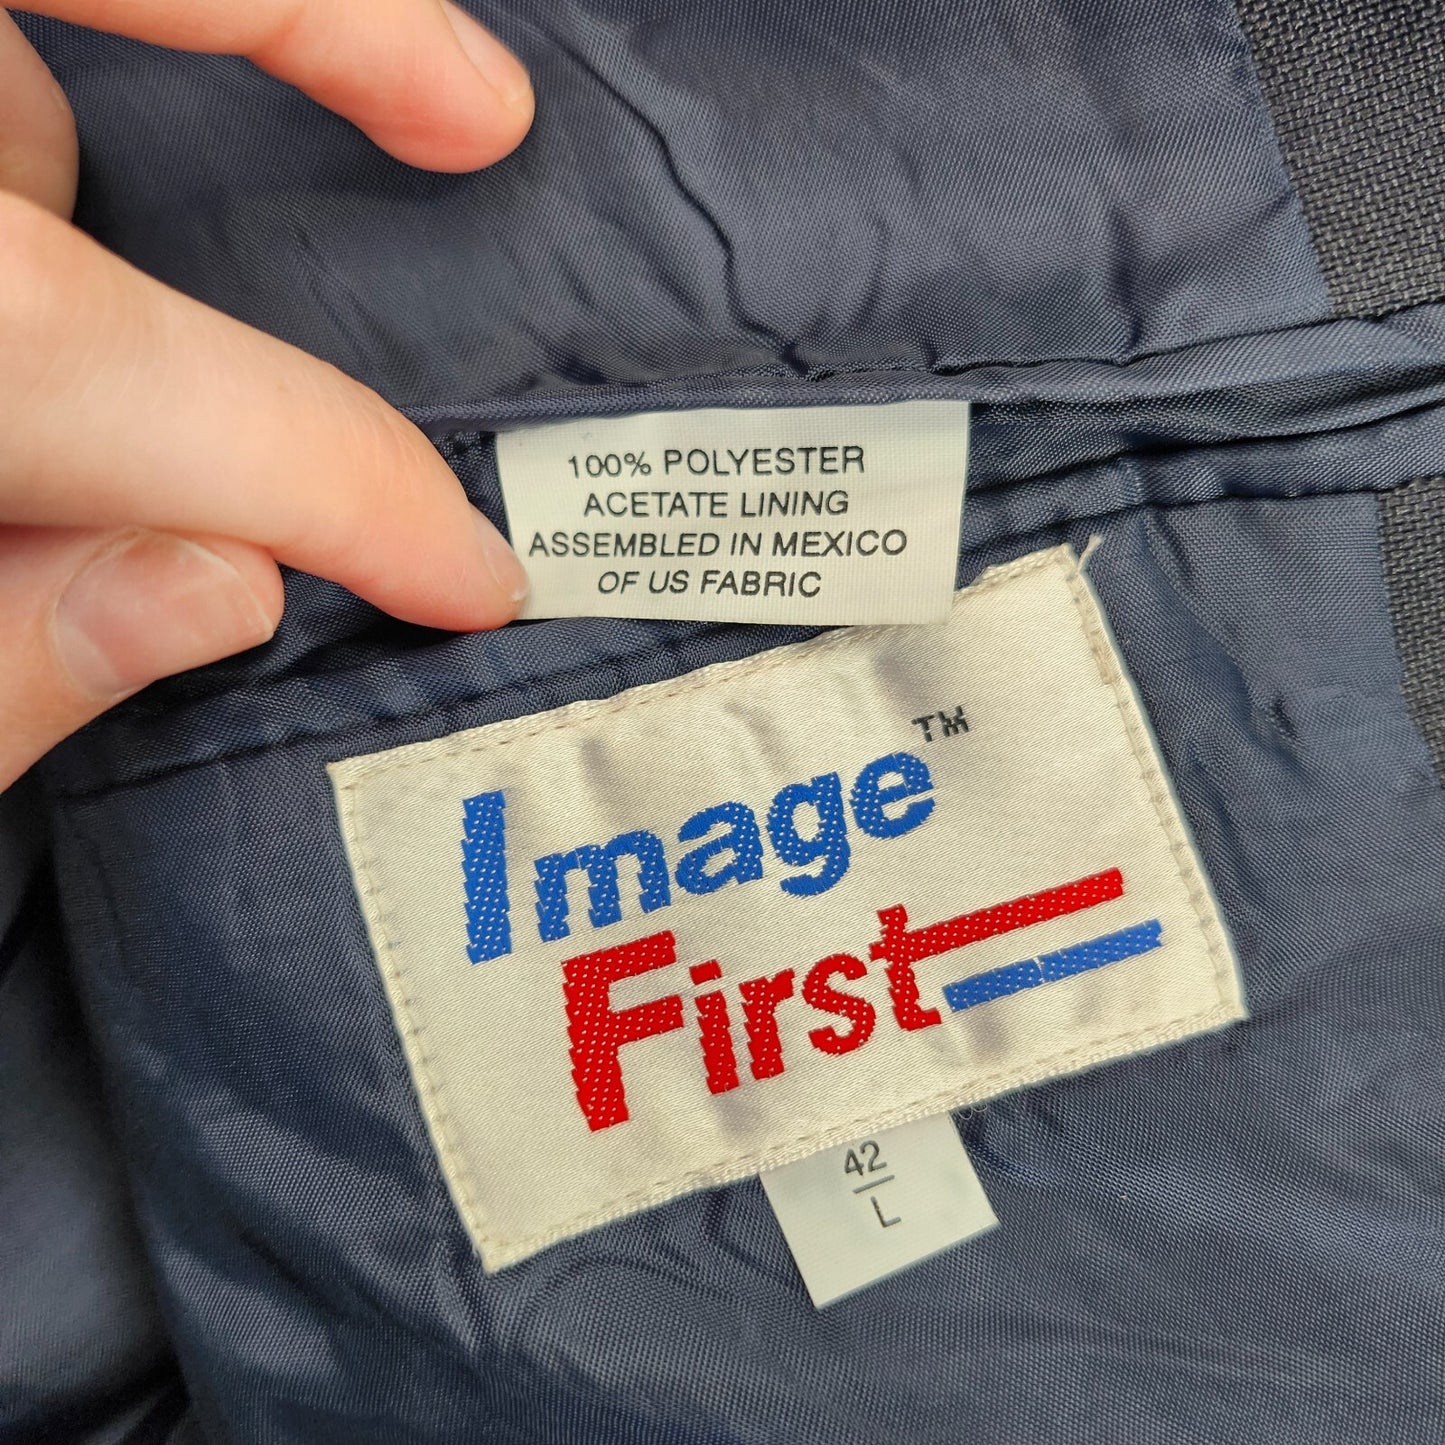 100% POLYESTER
ACETATE LINING
ASSEMBLED IN MEXICO
OF US FABRIC
Image™
First
42
L